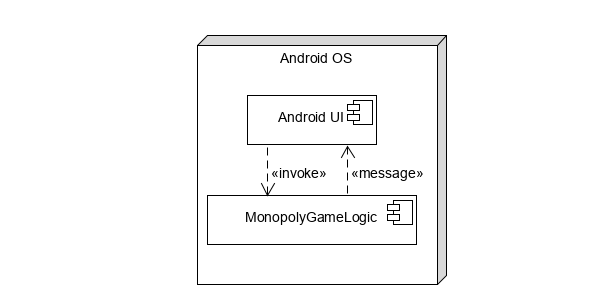 Android OS
Android UI
«invoke»
«message»
MonopolyGameLogic